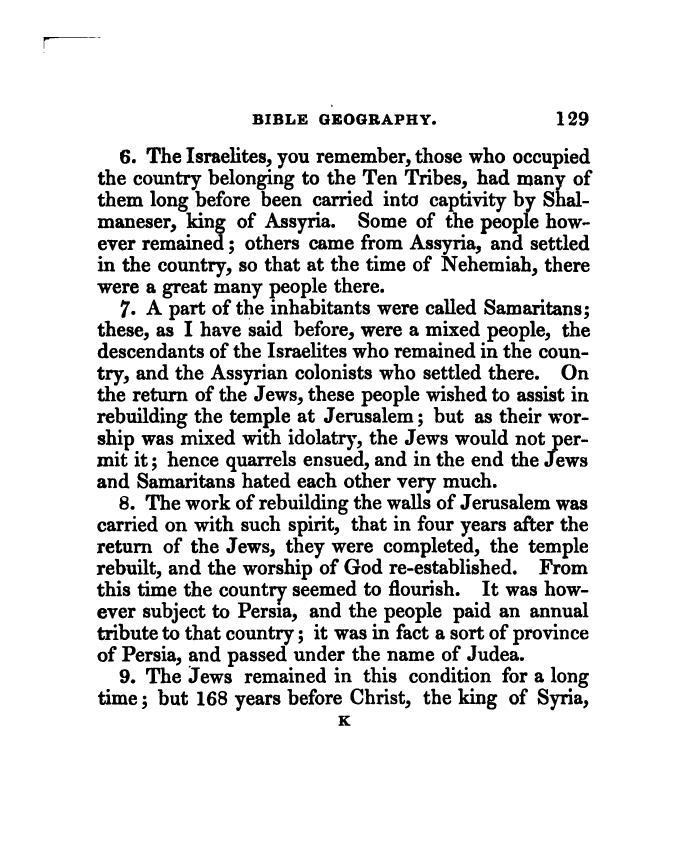 BIBLE GEOGRAPHY. 129
6. The Israelites, you remember, those who occupied
the country belonging to the Ten Tribes, had many of
them long before been carried into captivity by Shal-
maneser, king of Assyria. Some of the people how-
ever remained; others came from Assyria, and settled
in the country, so that at the time of Nehemiah, there
were a great many people there.
7. A part of the inhabitants were called Samaritans;
these, as I have said before, were a mixed people, the
descendants of the Israelites who remained in the coun-
try, and the Assyrian colonists who settled there. On
the return of the Jews, these people wished to assist in
rebuilding the temple at Jerusalem; but as their wor-
ship was mixed with idolatry, the Jews would not per-
mit it; hence quarrels ensued, and in the end the Jews
and Samaritans hated each other very much.
8. The work of rebuilding the walls of Jerusalem was
carried on with such spirit, that in four years after the
return of the Jews, they were completed, the temple
rebuilt, and the worship of God re-established. From
this time the country seemed to flourish. It was how-
ever subject to Persia, and the people paid an annual
tribute to that country; it was in fact a sort of province
of Persia, and passed under the name of Judea.
9. The Jews remained in this condition for a long
time; but 168 years before Christ, the king of Syria,
K